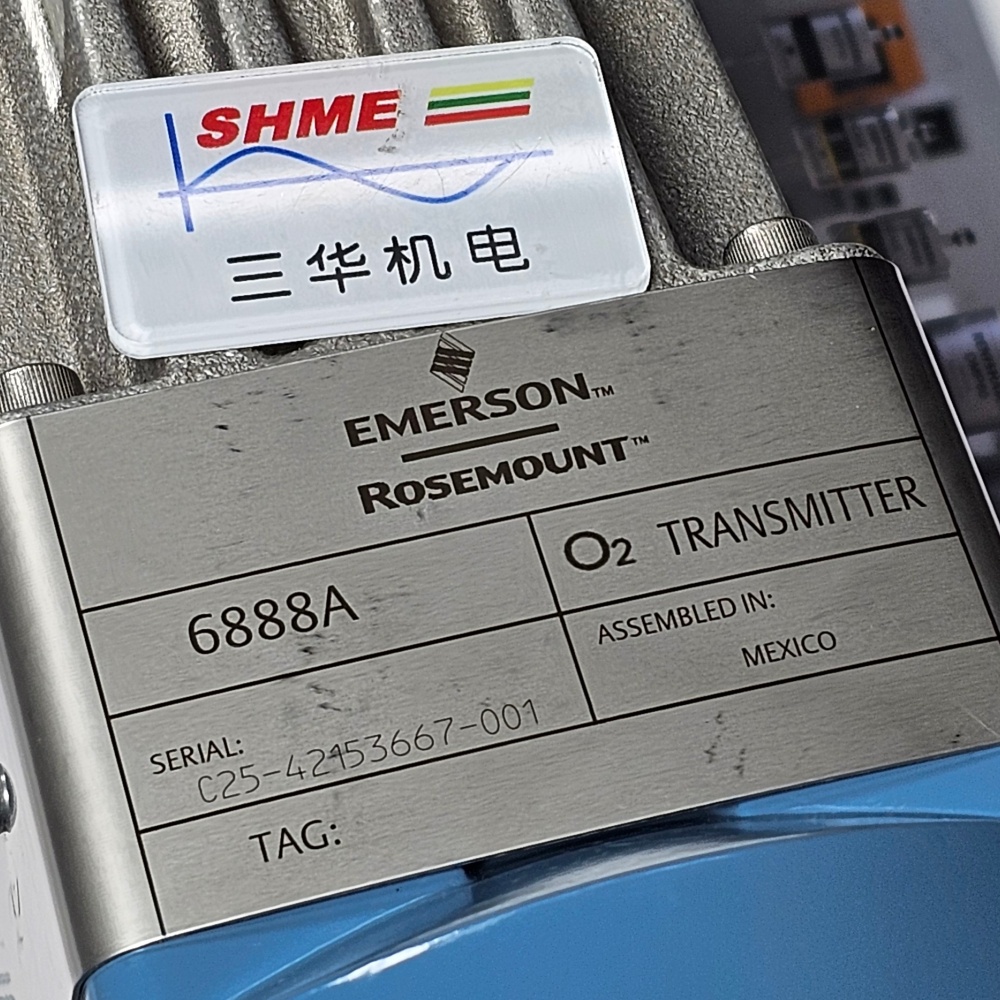 SHME
三华机电
EMERSON™
ROSEMOUNT™
6888A
O2 TRANSMITTER
ASSEMBLED IN:
MEXICO
SERIAL:
C25-42153667-001
TAG: